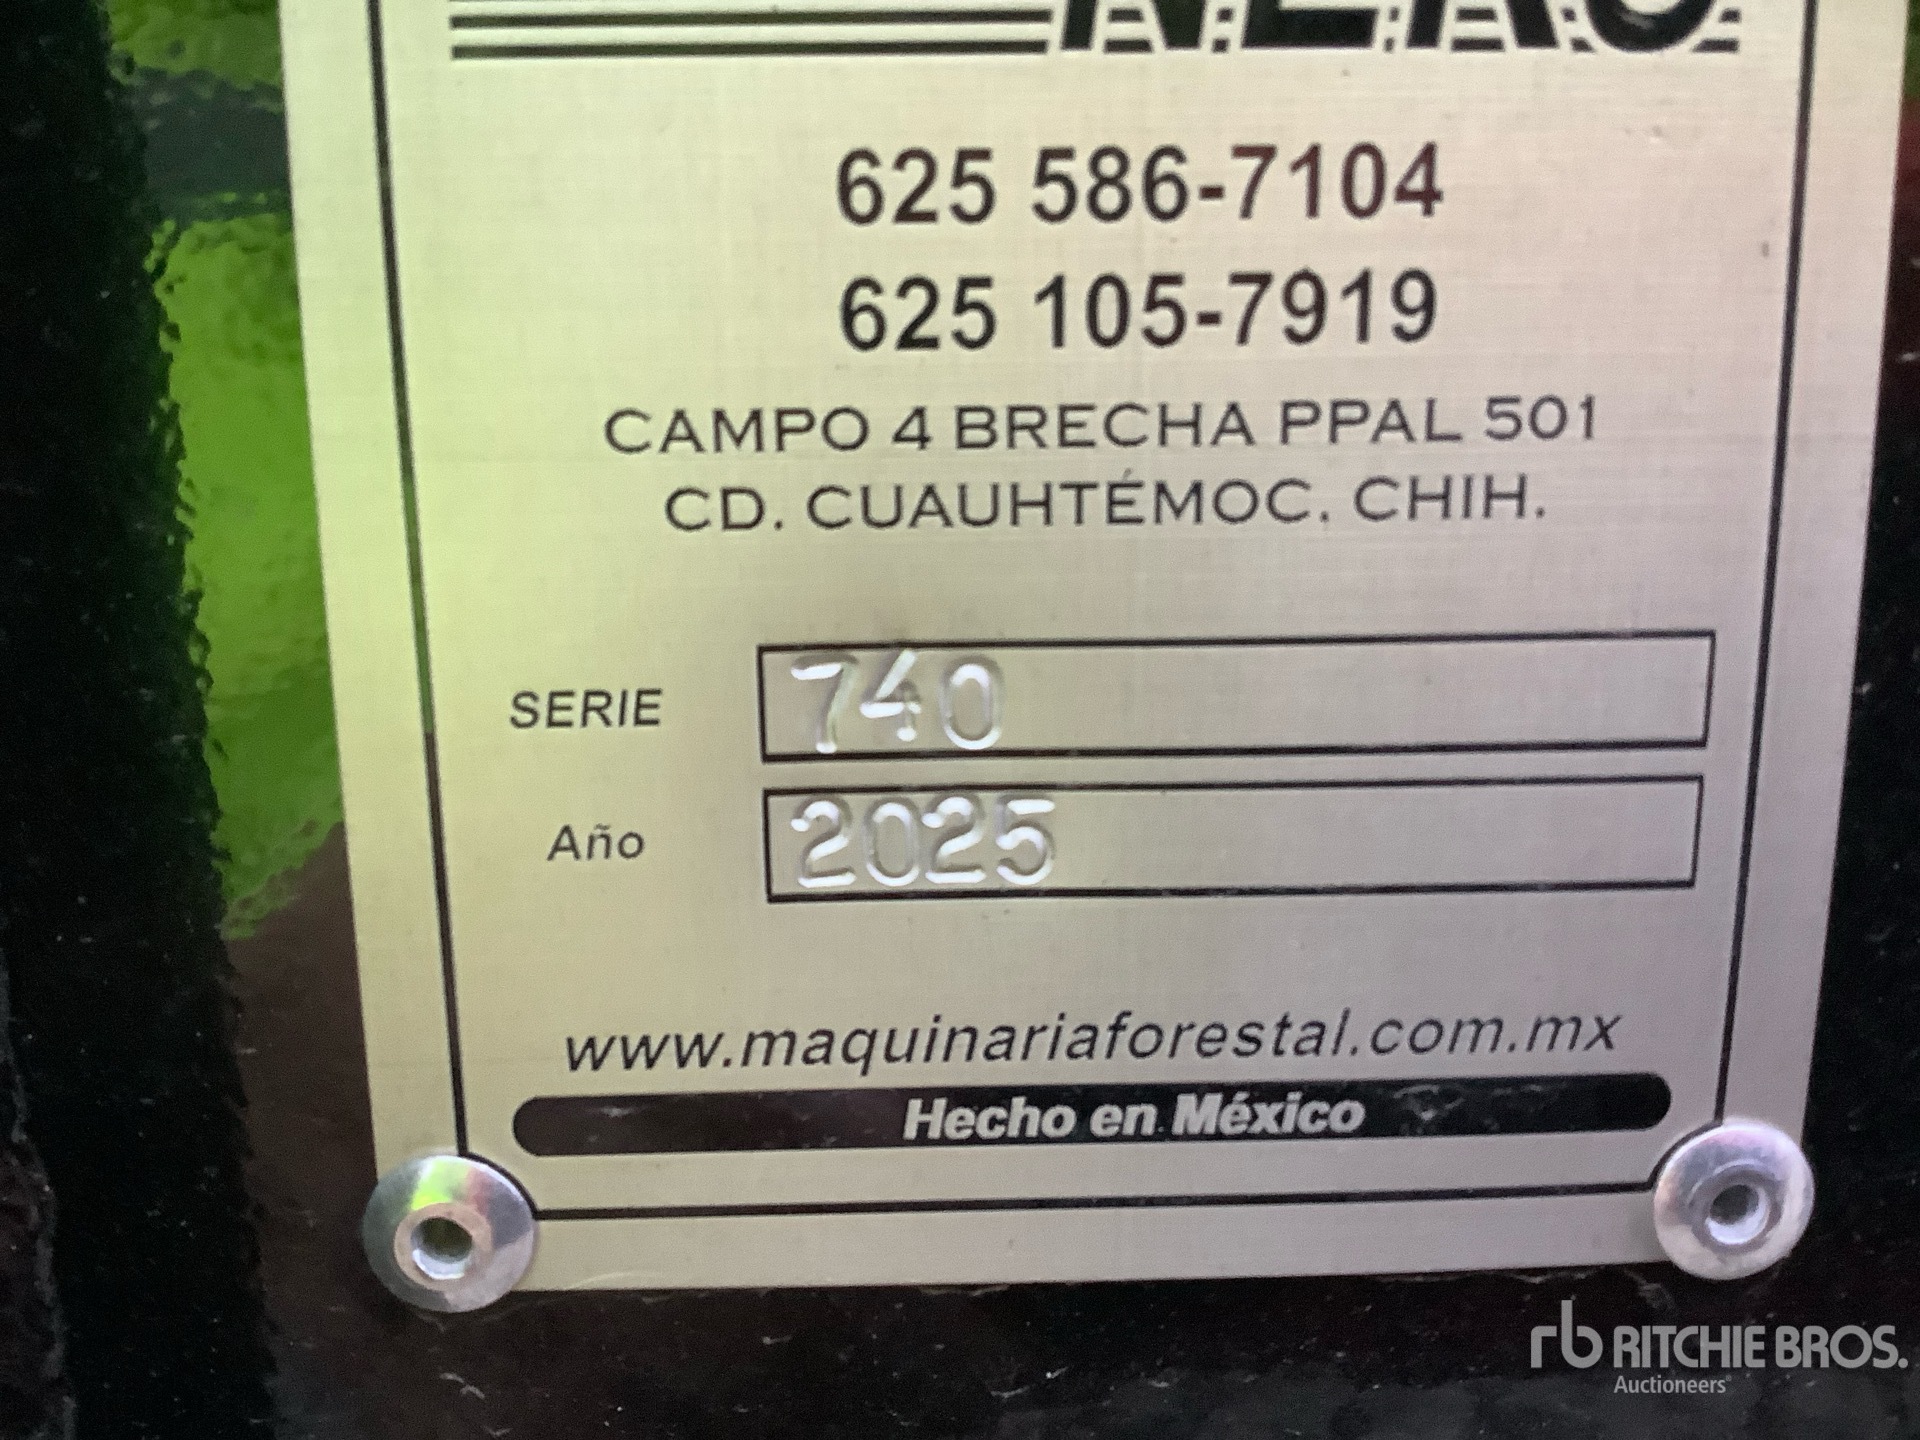 625 586-7104
625 105-7919
CAMPO 4 BRECHA PPAL 501
CD. CUAUHTÉMOC, CHIH.
SERIE 740
Año 2025
www.maquinariaforestal.com.mx
Hecho en México
rb RITCHIE BROS.
Auctioneers